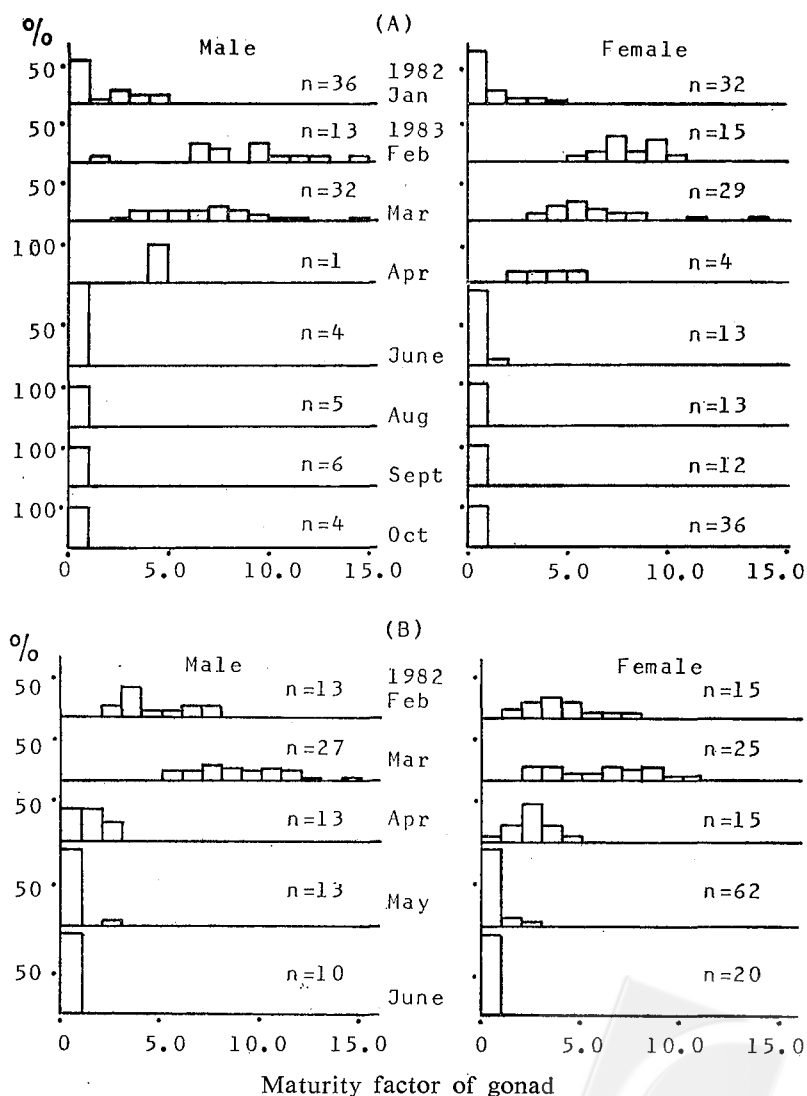 (A)
% Male Female
50 n=36 1982 Jan n=32
50 n=13 1983 Feb n=15
50 n=32 Mar n=29
100 n=1 Apr n=4
50 n=4 June n=13
100 n=5 Aug n=13
100 n=6 Sept n=12
100 n=4 Oct n=36
0 5.0 10.0 15.0 0 5.0 10.0 15.0
(B)
% Male Female
50 n=13 1982 Feb n=15
50 n=27 Mar n=25
50 n=13 Apr n=15
50 n=13 May n=62
50 n=10 June n=20
0 5.0 10.0 15.0 0 5.0 10.0 15.0
Maturity factor of gonad